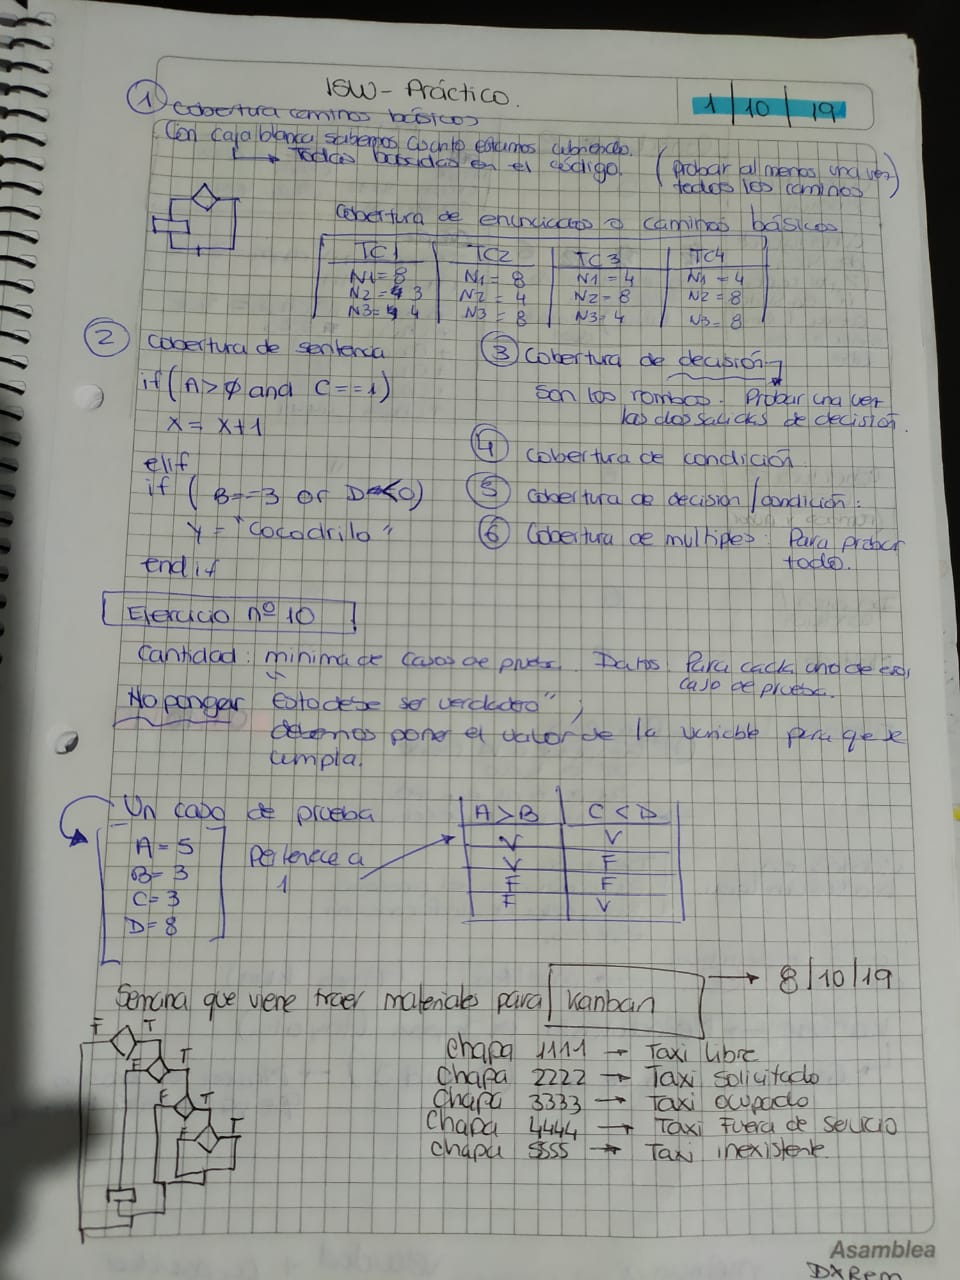 ISW - Práctico.
1 | 10 | 19
① Cobertura caminos básicos
Con caja blanca sabemos cuanto estamos cubriendo.
→ Todas basadas en el código.
(Probar al menos una vez
todos los caminos)
Cobertura de enunciados o caminos básicos
TC1 TC2 TC3 TC4
N1=8 N1=8 N1=4 N1=4
N2=3 N2=4 N2=8 N2=8
N3=4 N3=8 N3=4 N3=8
② Cobertura de sentencia
if (A>0 and C==1)
X = X+1
elif
if (B==3 or D<0)
Y = "Cocodrilo"
end if
③ Cobertura de decisión
Son los rombos. Probar una vez
las dos salidas de decisión.
④ Cobertura de condición
⑤ Cobertura de decision/condición:
⑥ Cobertura de multiples: Para probar
todo.
Ejercicio nº 10
Cantidad: minima de casos de prueba. Datos para cada uno de esos
caso de prueba.
No pongar "esto debe ser verdadero";
debemos poner el valor de la variable para que se
cumpla.
Un caso de prueba
A=5
B=3
C=3
D=8
Pertenece a
1
A>B C<D
V V
V F
F F
F V
Semana que viene traer materiales para kanban → 8/10/19
F T
F T
F T
F T
Chapa 1111 → Taxi libre
Chapa 2222 → Taxi solicitado
Chapa 3333 → Taxi ocupado
Chapa 4444 → Taxi fuera de servicio
Chapa 5555 → Taxi inexistente.
Asamblea